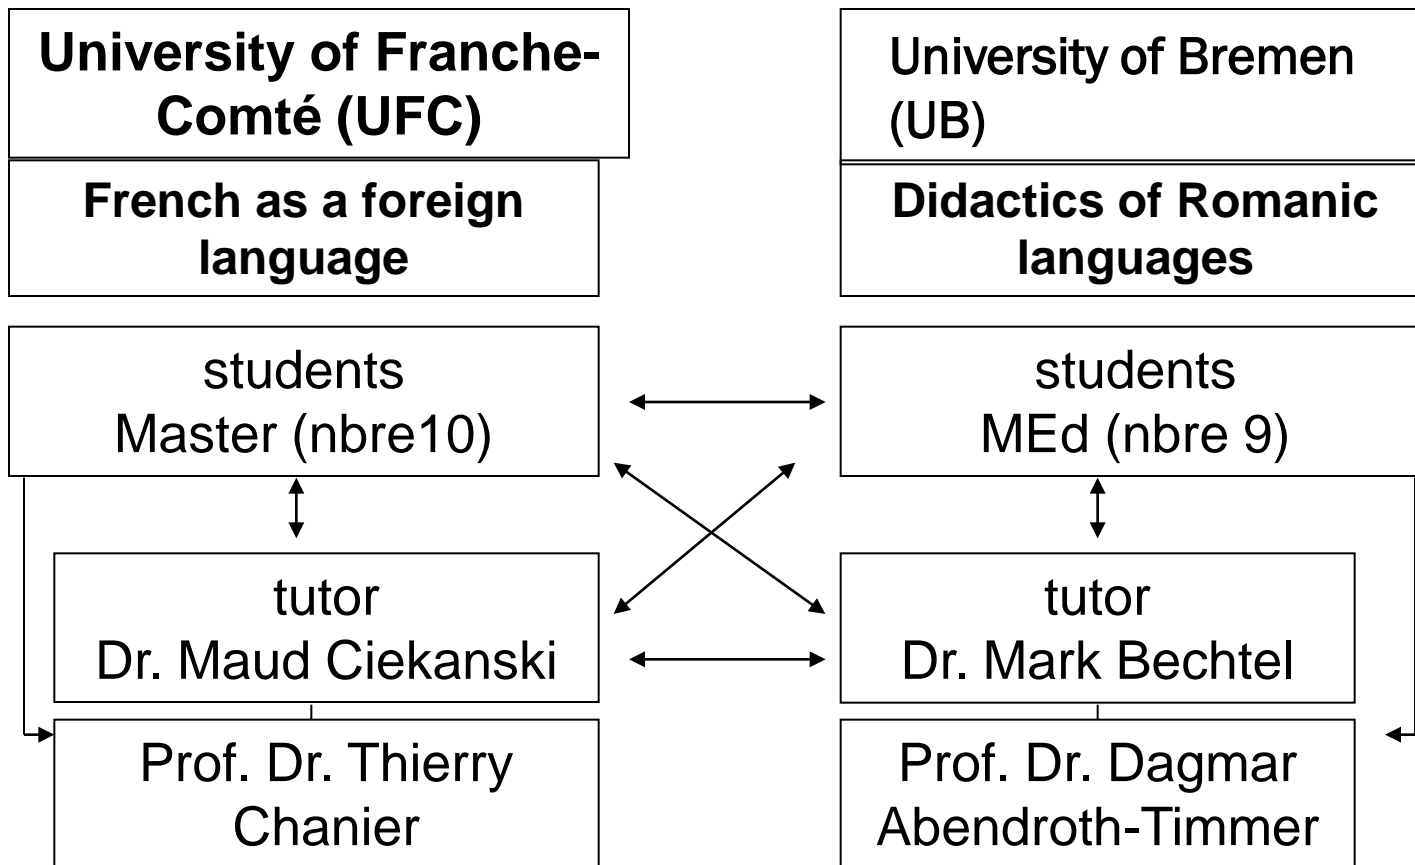 University of Franche-
Comté (UFC)
University of Bremen
(UB)
French as a foreign
language
Didactics of Romanic
languages
students
Master (nbre10)
students
MEd (nbre 9)
tutor
Dr. Maud Ciekanski
tutor
Dr. Mark Bechtel
Prof. Dr. Thierry
Chanier
Prof. Dr. Dagmar
Abendroth-Timmer